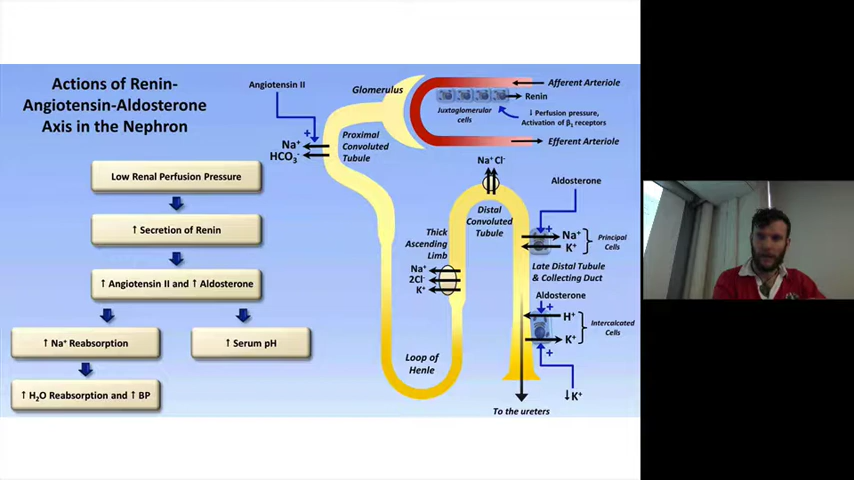 Actions of Renin-
Angiotensin-Aldosterone
Axis in the Nephron
Low Renal Perfusion Pressure
↑ Secretion of Renin
↑ Angiotensin II and ↑ Aldosterone
↑ Na⁺ Reabsorption
↑ Serum pH
↑ H₂O Reabsorption and ↑ BP
Angiotensin II
+
Na⁺
HCO₃⁻
Glomerulus
Proximal
Convoluted
Tubule
Afferent Arteriole
Renin
Juxtaglomerular
cells
↓ Perfusion pressure,
Activation of β₁ receptors
Efferent Arteriole
Na⁺ Cl⁻
Distal
Convoluted
Tubule
Thick
Ascending
Limb
Na⁺
2Cl⁻
K⁺
Loop of
Henle
Aldosterone
+
Na⁺
K⁺
Principal
Cells
Late Distal Tubule
& Collecting Duct
Aldosterone
+
H⁺
K⁺
Intercalated
Cells
+
↓K⁺
To the ureters